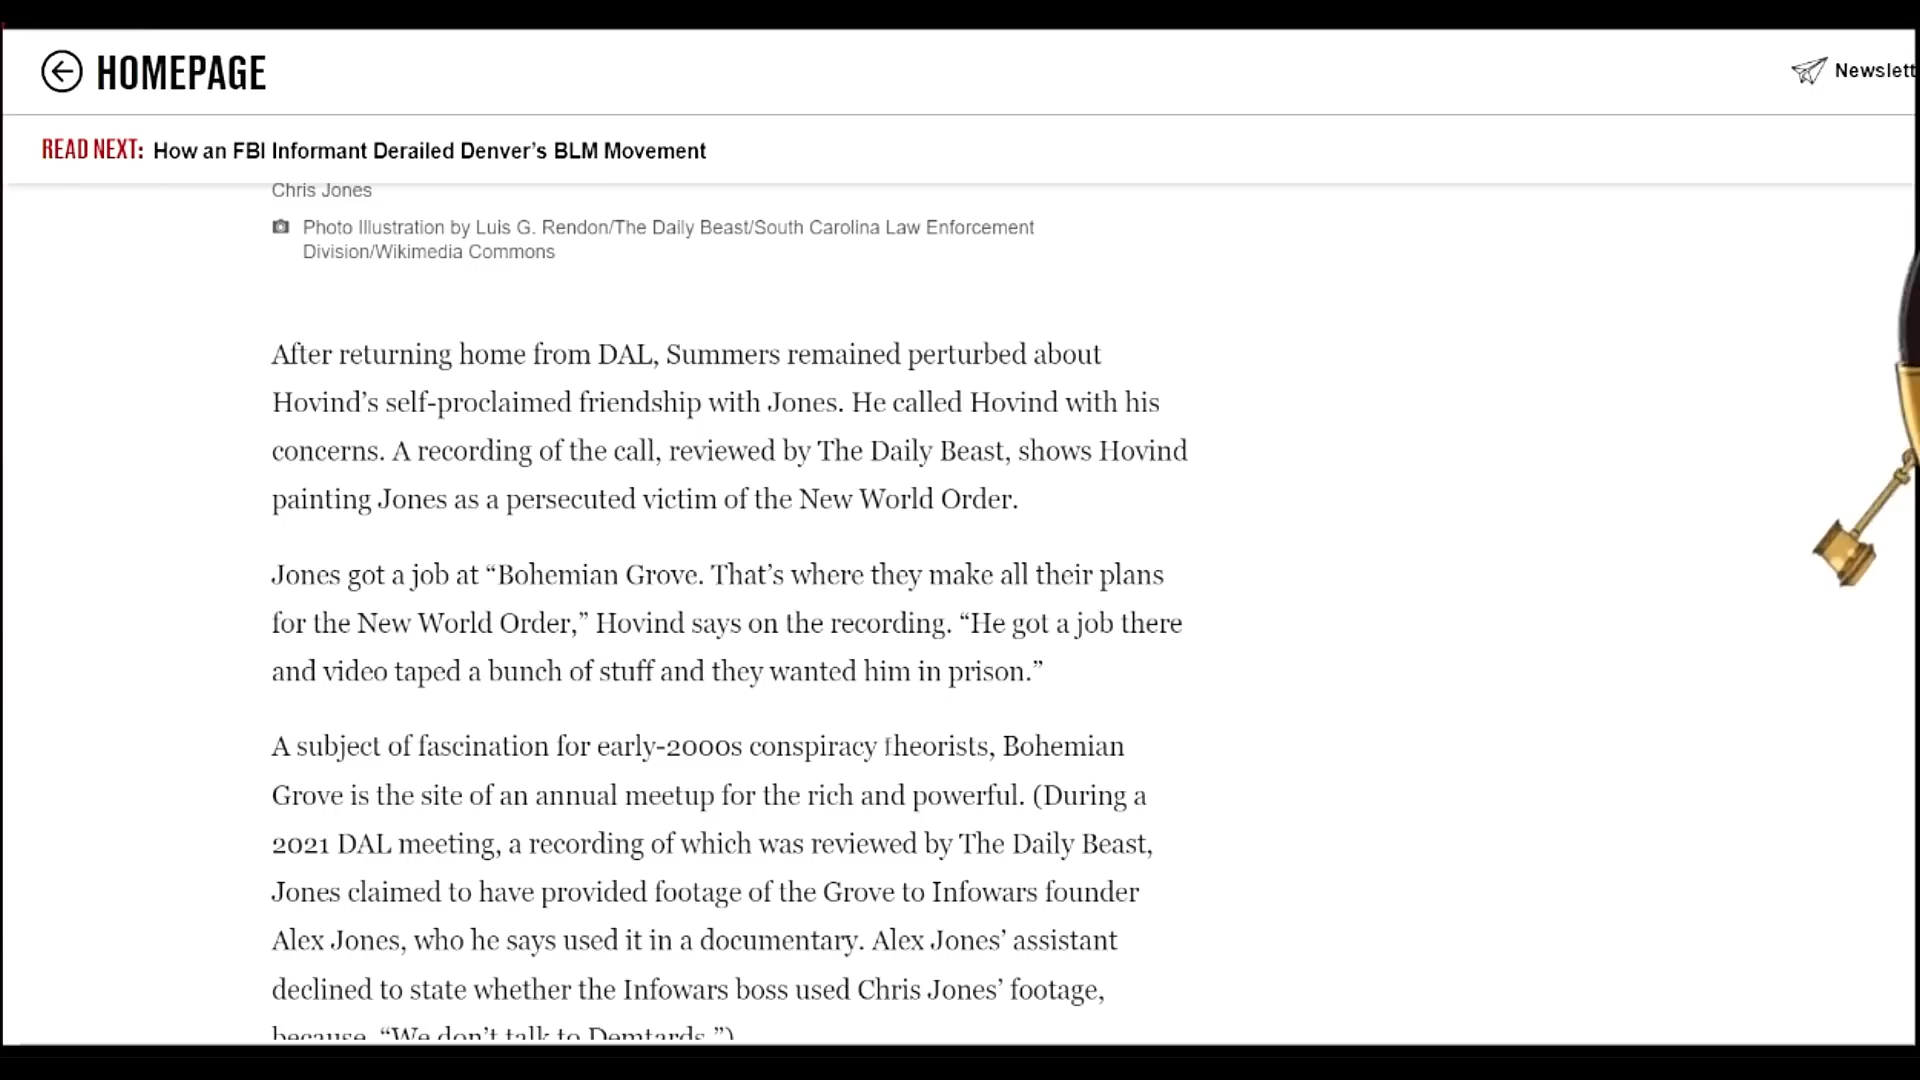 HOMEPAGE
Newslett
READ NEXT: How an FBI Informant Derailed Denver’s BLM Movement
Chris Jones
Photo Illustration by Luis G. Rendon/The Daily Beast/South Carolina Law Enforcement
Division/Wikimedia Commons
After returning home from DAL, Summers remained perturbed about
Hovind’s self-proclaimed friendship with Jones. He called Hovind with his
concerns. A recording of the call, reviewed by The Daily Beast, shows Hovind
painting Jones as a persecuted victim of the New World Order.
Jones got a job at “Bohemian Grove. That’s where they make all their plans
for the New World Order,” Hovind says on the recording. “He got a job there
and video taped a bunch of stuff and they wanted him in prison.”
A subject of fascination for early-2000s conspiracy theorists, Bohemian
Grove is the site of an annual meetup for the rich and powerful. (During a
2021 DAL meeting, a recording of which was reviewed by The Daily Beast,
Jones claimed to have provided footage of the Grove to Infowars founder
Alex Jones, who he says used it in a documentary. Alex Jones’ assistant
declined to state whether the Infowars boss used Chris Jones’ footage,
because, “We don’t talk to Demtards.”)